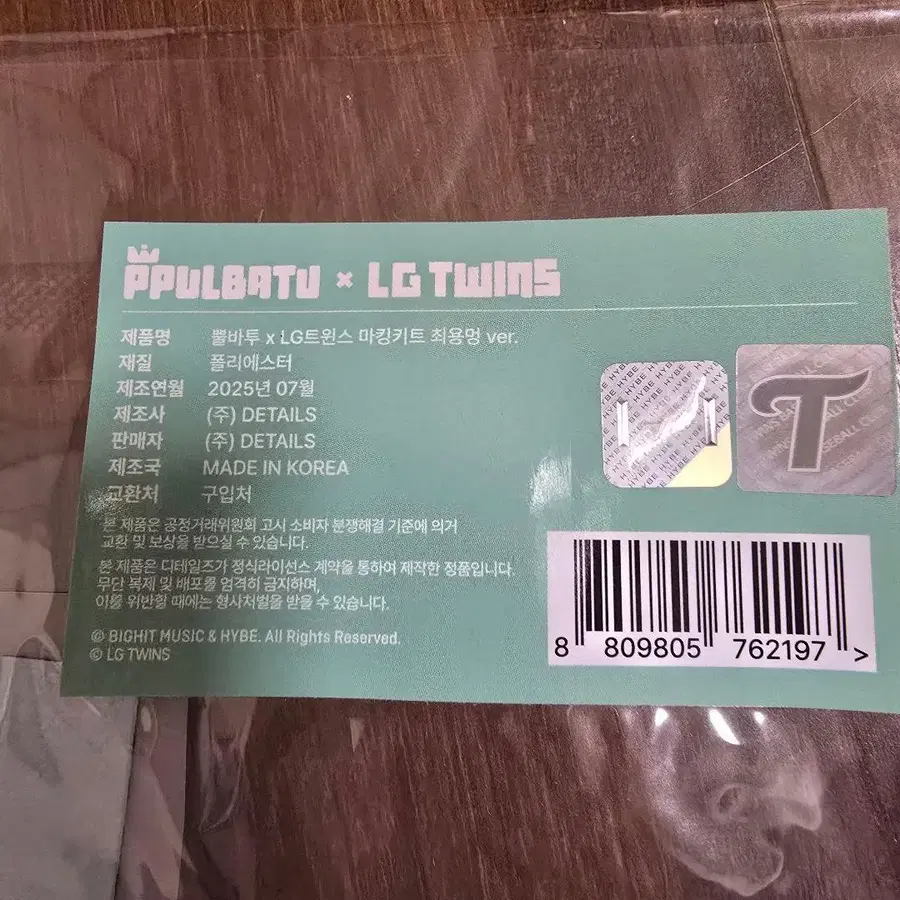 PPULBATU × LG TWINS
제품명 뿔바투 x LG트윈스 마킹키트 최용멍 ver.
재질 폴리에스터
제조연월 2025년 07월
제조사 (주) DETAILS
판매자 (주) DETAILS
제조국 MADE IN KOREA
교환처 구입처
본 제품은 공정거래위원회 고시 소비자 분쟁해결 기준에 의거
교환 및 보상을 받으실 수 있습니다.
본 제품은 디테일즈가 정식라이선스 계약을 통하여 제작한 정품입니다.
무단 복제 및 배포를 엄격히 금지하며,
이를 위반할 때에는 형사처벌을 받을 수 있습니다.
© BIGHIT MUSIC & HYBE. All Rights Reserved.
© LG TWINS
HYBE HYBE HYBE
T
TWINS BASEBALL CLUB
8 809805 762197 >